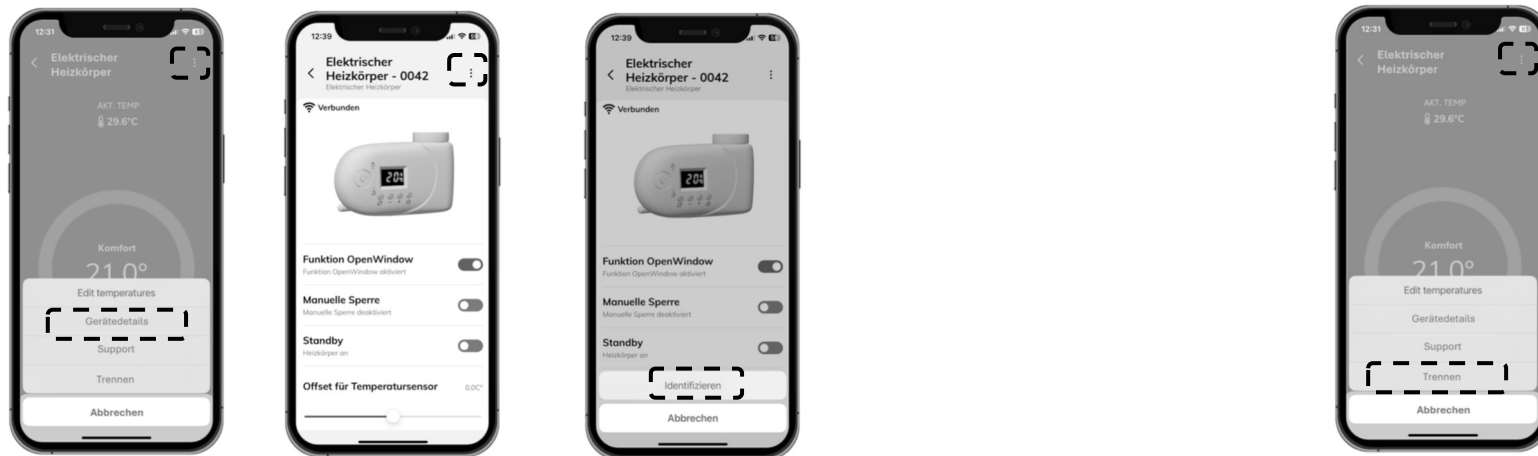 12:31
Elektrischer
Heizkörper
AKT. TEMP
29.6°C
Komfort
21.0°
Edit temperatures
Gerätedetails
Support
Trennen
Abbrechen
12:39
Elektrischer
Heizkörper - 0042
Elektrischer Heizkörper
Verbunden
20
Funktion OpenWindow
Funktion OpenWindow aktiviert
Manuelle Sperre
Manuelle Sperre deaktiviert
Standby
Heizkörper an
Offset für Temperatursensor 0.0C°
12:39
Elektrischer
Heizkörper - 0042
Elektrischer Heizkörper
Verbunden
20
Funktion OpenWindow
Funktion OpenWindow aktiviert
Manuelle Sperre
Manuelle Sperre deaktiviert
Standby
Heizkörper an
Identifizieren
Abbrechen
12:31
Elektrischer
Heizkörper
AKT. TEMP
29.6°C
Komfort
21.0°
Edit temperatures
Gerätedetails
Support
Trennen
Abbrechen